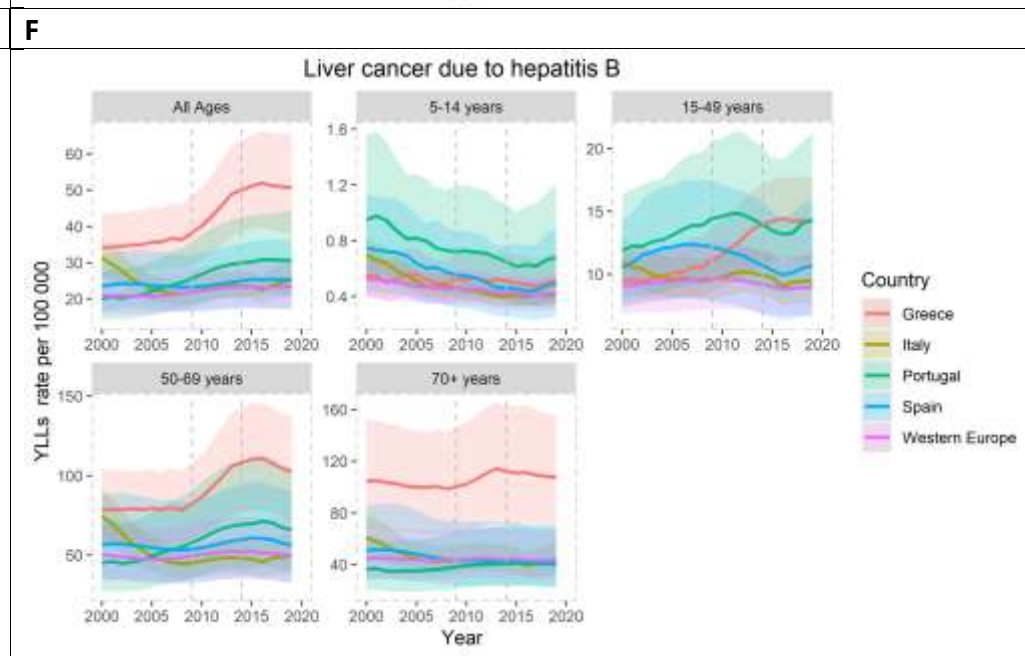 F
Liver cancer due to hepatitis B
All Ages
5-14 years
15-49 years
60
50
40
30
20
1.6
1.2
0.8
0.4
20
15
10
2000 2005 2010 2015 2020
2000 2005 2010 2015 2020
2000 2005 2010 2015 2020
50-69 years
70+ years
150
100
50
160
120
80
40
2000 2005 2010 2015 2020
2000 2005 2010 2015 2020
YLLs rate per 100 000
Year
Country
Greece
Italy
Portugal
Spain
Western Europe